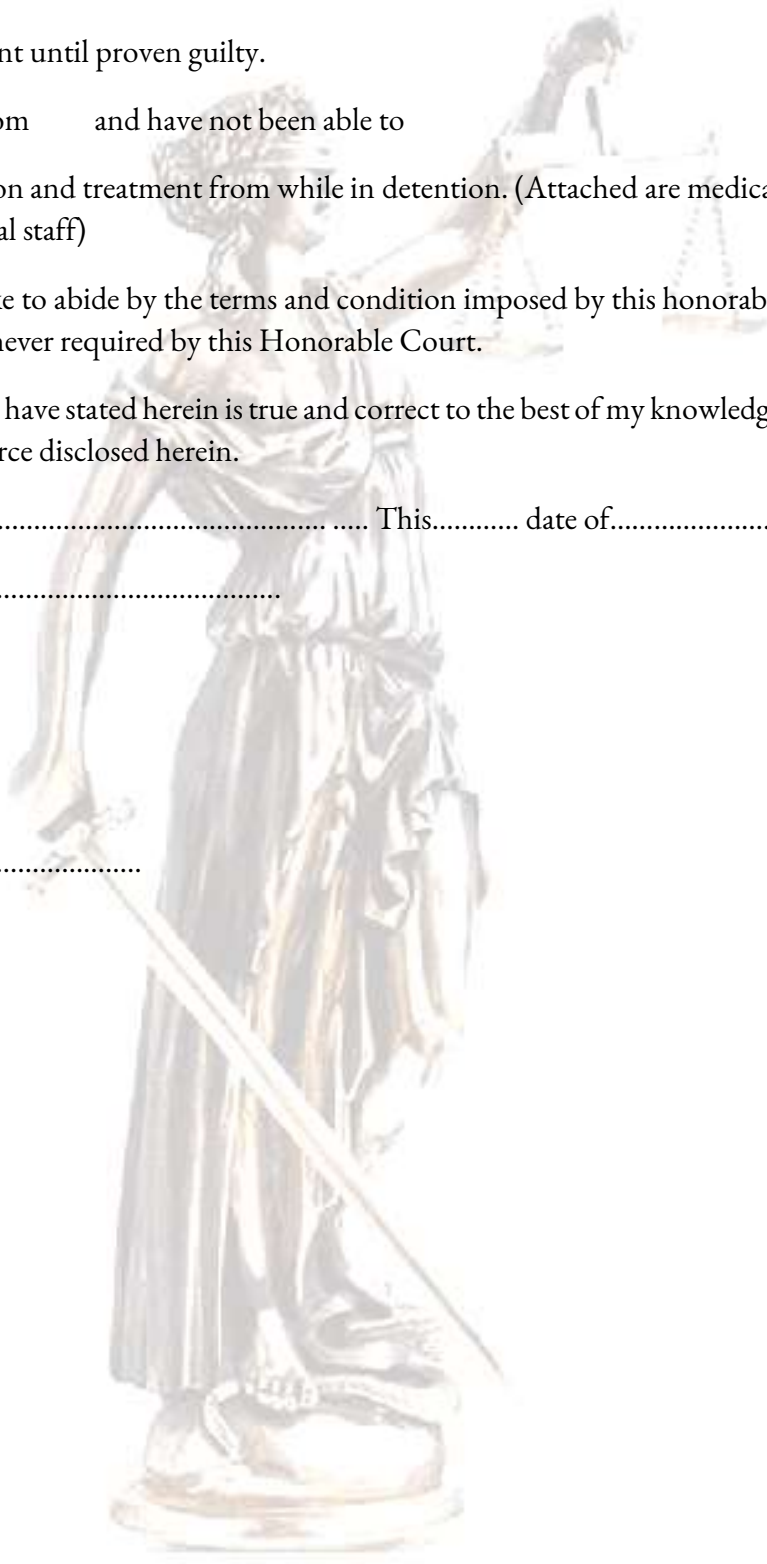 nt until proven guilty.
om and have not been able to
on and treatment from while in detention. (Attached are medica
al staff)
ke to abide by the terms and condition imposed by this honorab
never required by this Honorable Court.
have stated herein is true and correct to the best of my knowledg
rce disclosed herein.
............................................... ..... This............ date of......................
........................................
....................